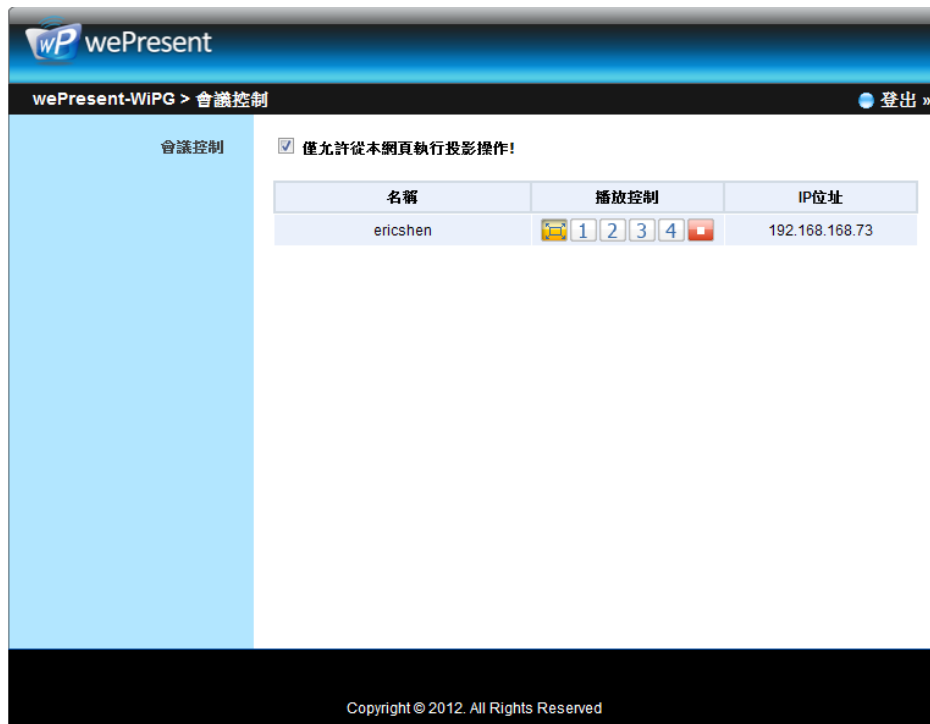 wP wePresent
wePresent-WiPG > 會議控制 登出 »
會議控制
僅允許從本網頁執行投影操作!
名稱 播放控制 IP位址
ericshen 1 2 3 4 192.168.168.73
Copyright © 2012. All Rights Reserved